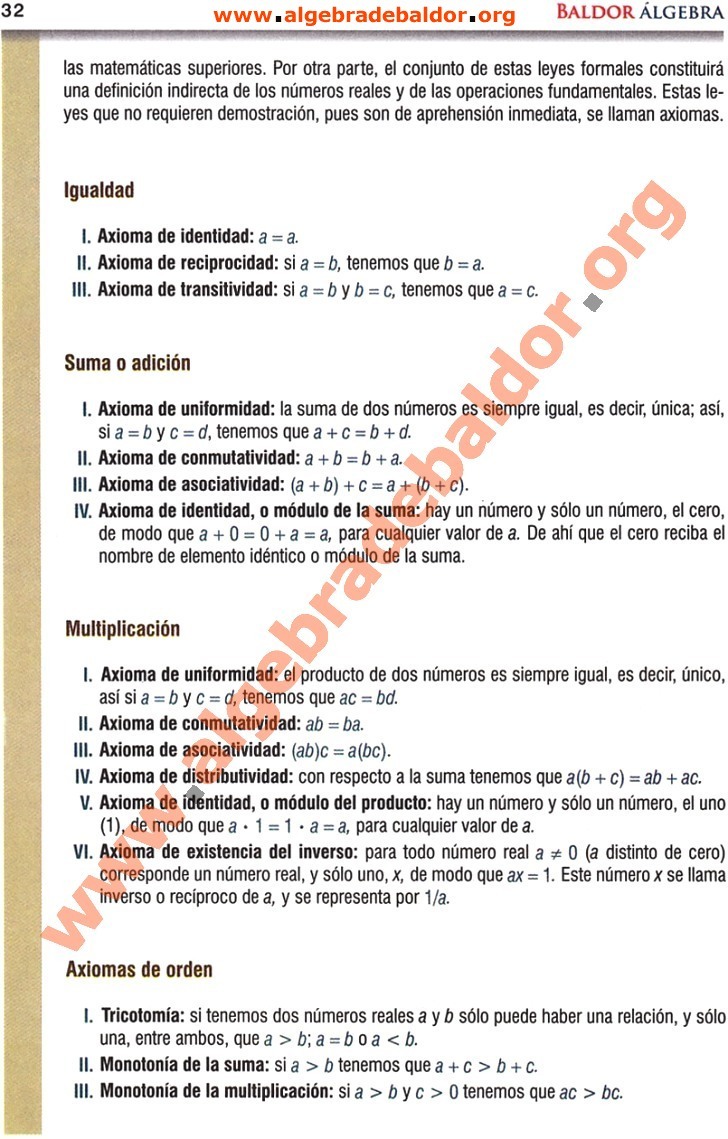 32
www.algebradebaldor.org
BALDOR ÁLGEBRA
las matemáticas superiores. Por otra parte, el conjunto de estas leyes formales constituirá
una definición indirecta de los números reales y de las operaciones fundamentales. Estas le-
yes que no requieren demostración, pues son de aprehensión inmediata, se llaman axiomas.
Igualdad
I. Axioma de identidad: a = a.
II. Axioma de reciprocidad: si a = b, tenemos que b = a.
III. Axioma de transitividad: si a = b y b = c, tenemos que a = c.
Suma o adición
I. Axioma de uniformidad: la suma de dos números es siempre igual, es decir, única; así,
si a = b y c = d, tenemos que a + c = b + d.
II. Axioma de conmutatividad: a + b = b + a.
III. Axioma de asociatividad: (a + b) + c = a + (b + c).
IV. Axioma de identidad, o módulo de la suma: hay un número y sólo un número, el cero,
de modo que a + 0 = 0 + a = a, para cualquier valor de a. De ahí que el cero reciba el
nombre de elemento idéntico o módulo de la suma.
Multiplicación
I. Axioma de uniformidad: el producto de dos números es siempre igual, es decir, único,
así si a = b y c = d, tenemos que ac = bd.
II. Axioma de conmutatividad: ab = ba.
III. Axioma de asociatividad: (ab)c = a(bc).
IV. Axioma de distributividad: con respecto a la suma tenemos que a(b + c) = ab + ac.
V. Axioma de identidad, o módulo del producto: hay un número y sólo un número, el uno
(1), de modo que a · 1 = 1 · a = a, para cualquier valor de a.
VI. Axioma de existencia del inverso: para todo número real a ≠ 0 (a distinto de cero)
corresponde un número real, y sólo uno, x, de modo que ax = 1. Este número x se llama
inverso o recíproco de a, y se representa por 1/a.
Axiomas de orden
I. Tricotomía: si tenemos dos números reales a y b sólo puede haber una relación, y sólo
una, entre ambos, que a > b; a = b o a < b.
II. Monotonía de la suma: si a > b tenemos que a + c > b + c.
III. Monotonía de la multiplicación: si a > b y c > 0 tenemos que ac > bc.
www.algebradebaldor.org